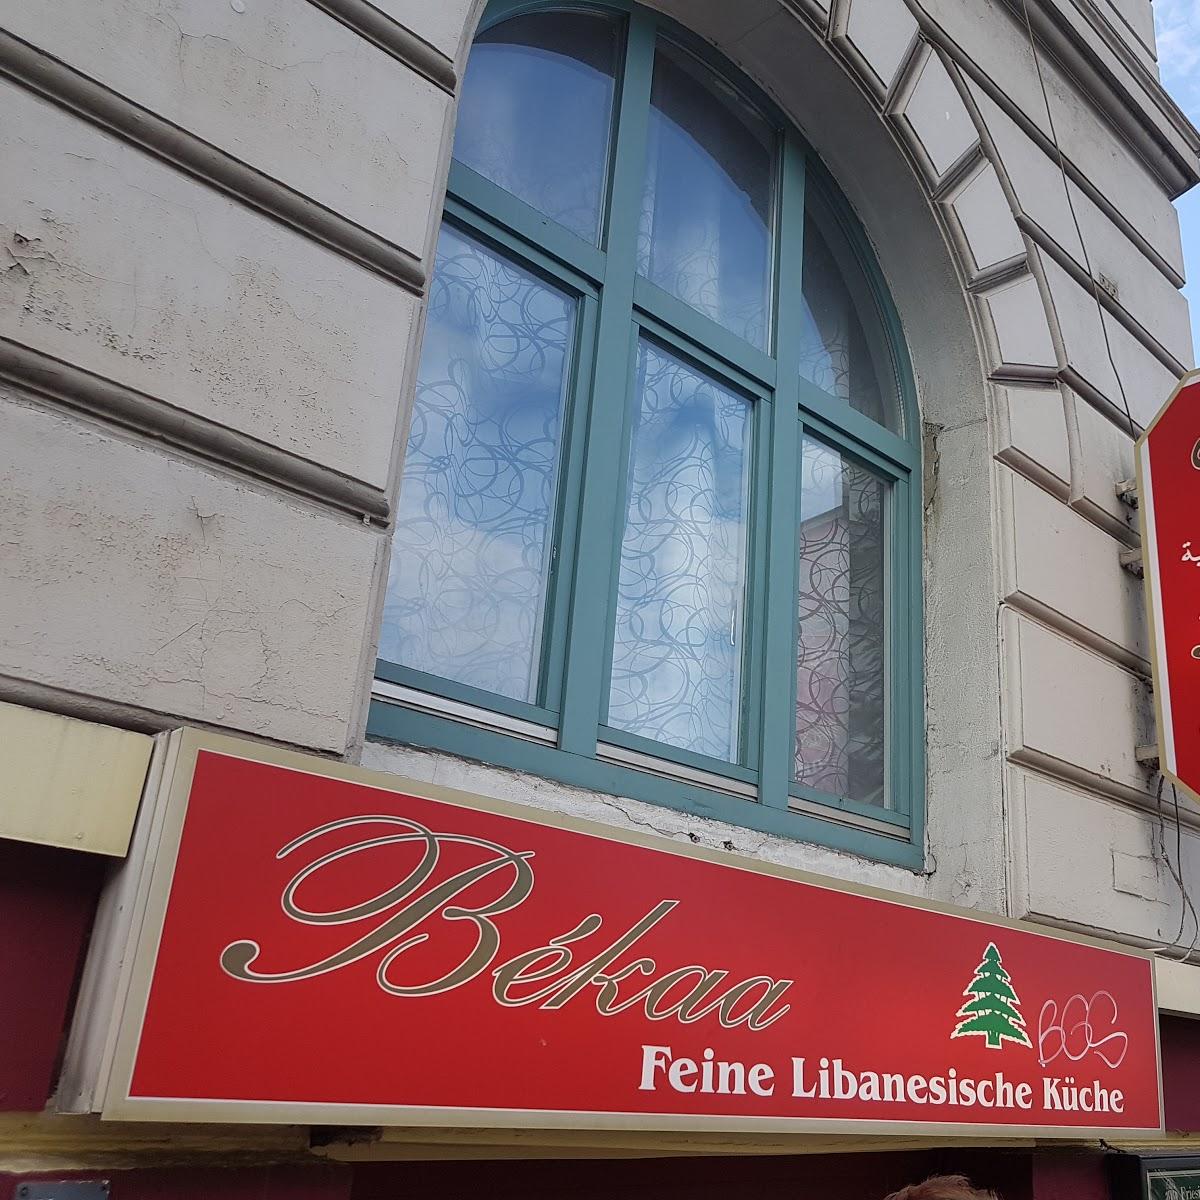 Békaa
Feine Libanesische Küche
BGS